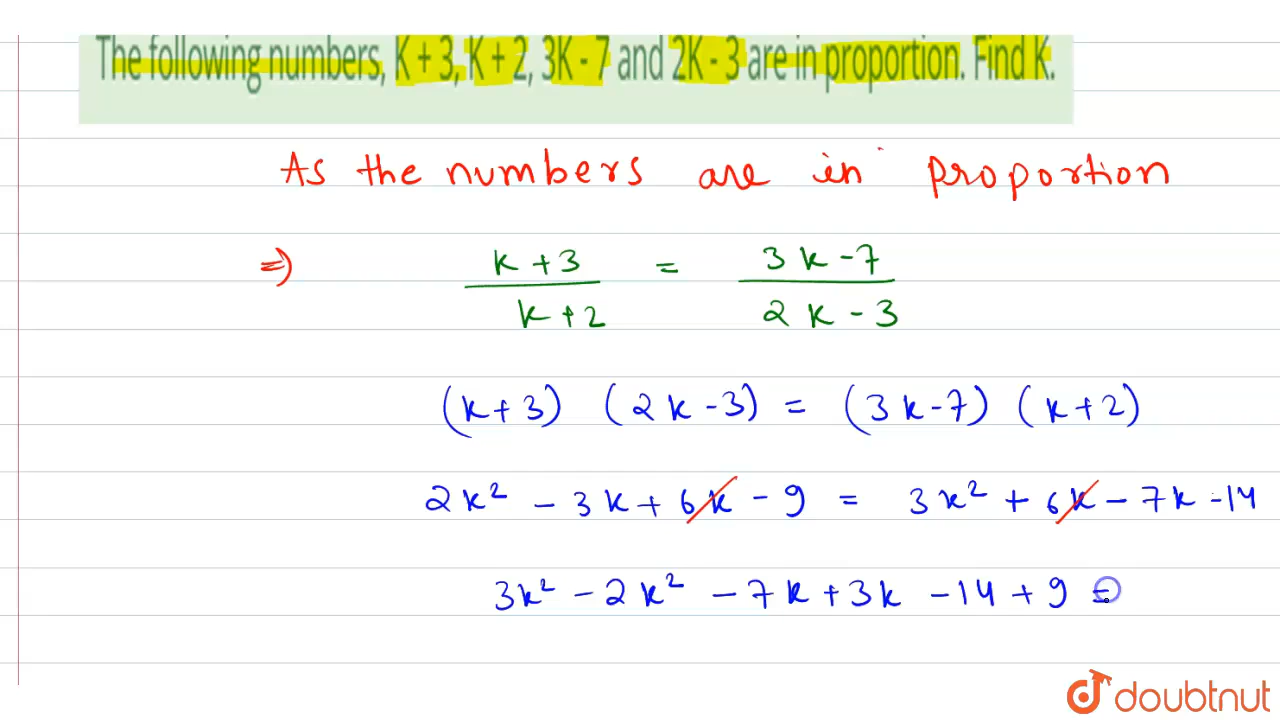 The following numbers, K + 3, K + 2, 3K - 7 and 2K - 3 are in proportion. Find K.
As the numbers are in proportion
⇒) k + 3 / k + 2 = 3k - 7 / 2k - 3
(k + 3) (2k - 3) = (3k - 7) (k + 2)
2k² - 3k + 6k - 9 = 3k² + 6k - 7k - 14
3k² - 2k² - 7k + 3k - 14 + 9 =
doubtnut